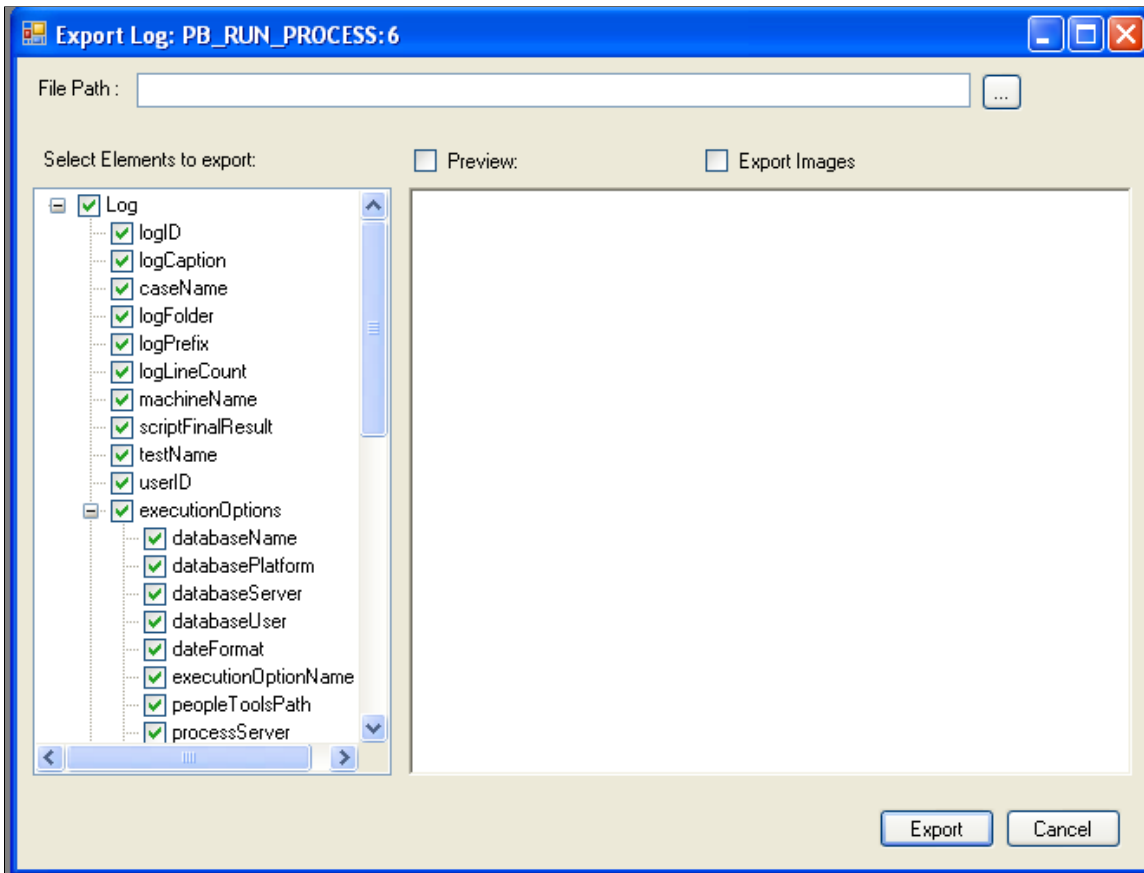 Export Log: PB_RUN_PROCESS:6
File Path :
...
Select Elements to export:
Preview:
Export Images
Log
logID
logCaption
caseName
logFolder
logPrefix
logLineCount
machineName
scriptFinalResult
testName
userID
executionOptions
databaseName
databasePlatform
databaseServer
databaseUser
dateFormat
executionOptionName
peopleToolsPath
processServer
Export
Cancel